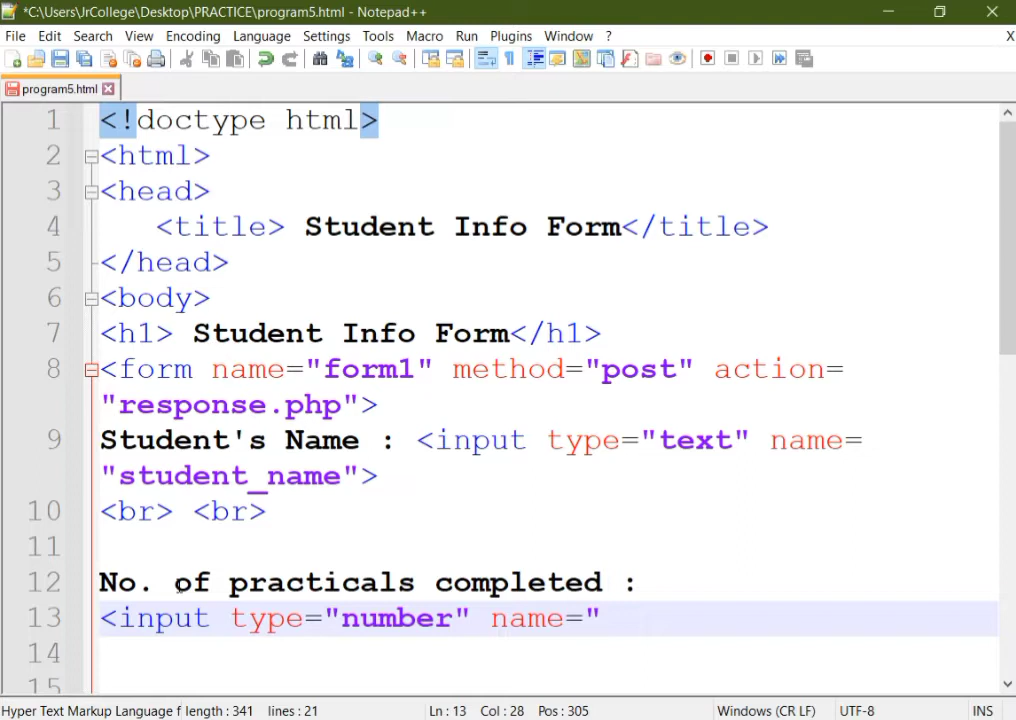 *C:\Users\JrCollege\Desktop\PRACTICE\program5.html - Notepad++
File Edit Search View Encoding Language Settings Tools Macro Run Plugins Window ? X
program5.html
1 <!doctype html>
2 <html>
3 <head>
4 <title> Student Info Form</title>
5 </head>
6 <body>
7 <h1> Student Info Form</h1>
8 <form name="form1" method="post" action=
"response.php">
9 Student's Name : <input type="text" name=
"student_name">
10 <br> <br>
11
12 No. of practicals completed :
13 <input type="number" name="
14
15
Hyper Text Markup Language f length : 341 lines : 21 Ln : 13 Col : 28 Pos : 305 Windows (CR LF) UTF-8 INS